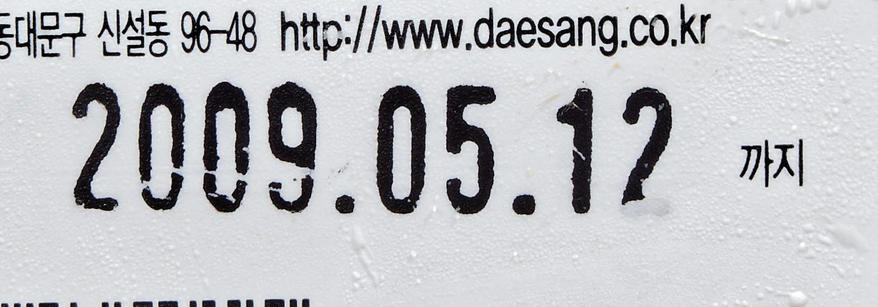 동대문구 신설동 96-48 http://www.daesang.co.kr
2009.05.12 까지